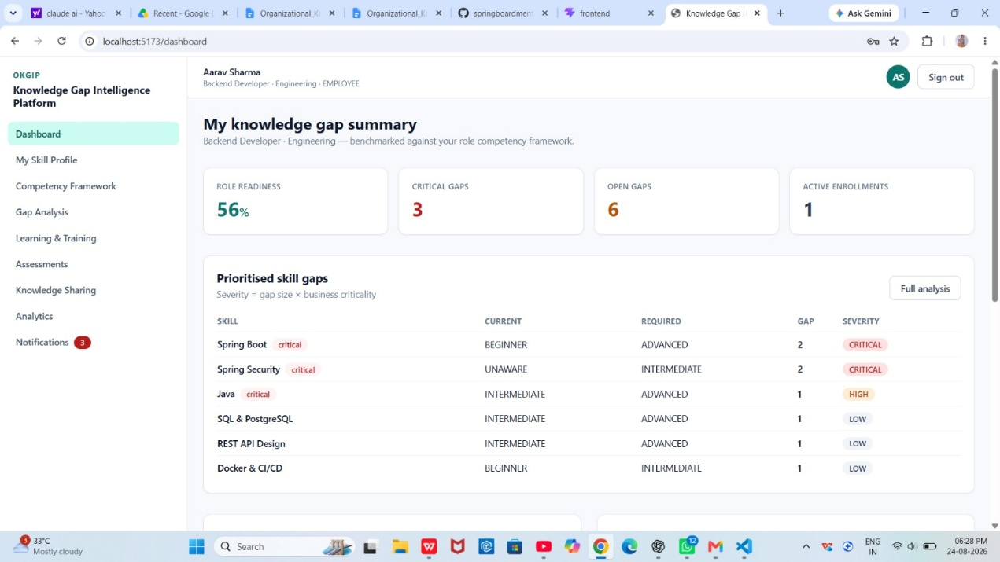 claude ai - Yahoo
Recent - Google
Organizational_K
Organizational_K
springboardment
frontend
Knowledge Gap
Ask Gemini
localhost:5173/dashboard
OKGIP
Knowledge Gap Intelligence
Platform
Dashboard
My Skill Profile
Competency Framework
Gap Analysis
Learning & Training
Assessments
Knowledge Sharing
Analytics
Notifications 3
Aarav Sharma
Backend Developer · Engineering · EMPLOYEE
AS
Sign out
My knowledge gap summary
Backend Developer · Engineering — benchmarked against your role competency framework.
ROLE READINESS
56%
CRITICAL GAPS
3
OPEN GAPS
6
ACTIVE ENROLLMENTS
1
Prioritised skill gaps
Severity = gap size × business criticality
Full analysis
SKILL CURRENT REQUIRED GAP SEVERITY
Spring Boot critical BEGINNER ADVANCED 2 CRITICAL
Spring Security critical UNAWARE INTERMEDIATE 2 CRITICAL
Java critical INTERMEDIATE ADVANCED 1 HIGH
SQL & PostgreSQL INTERMEDIATE ADVANCED 1 LOW
REST API Design INTERMEDIATE ADVANCED 1 LOW
Docker & CI/CD BEGINNER INTERMEDIATE 1 LOW
3
33°C
Mostly cloudy
Search
12
ENG
IN
06:28 PM
24-08-2026